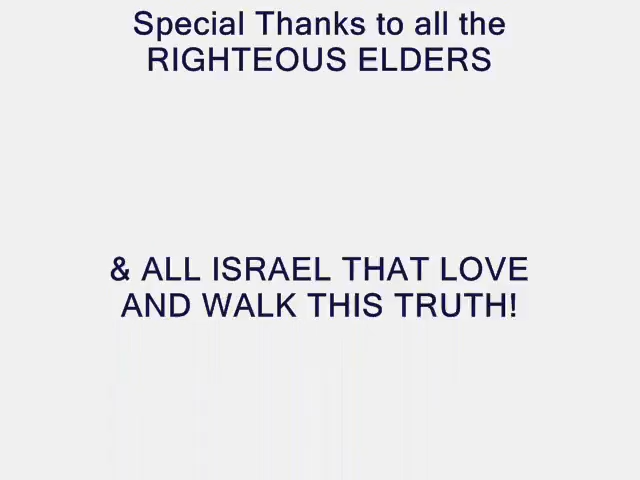 Special Thanks to all the
RIGHTEOUS ELDERS
& ALL ISRAEL THAT LOVE
AND WALK THIS TRUTH!